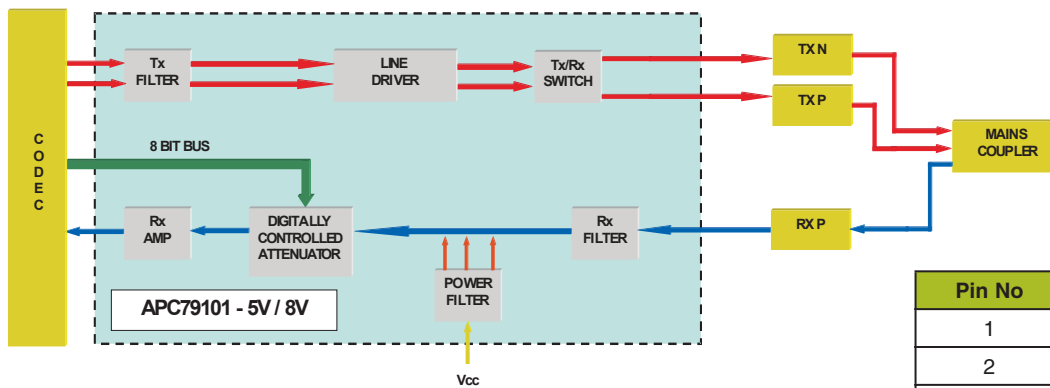 C
O
D
E
C
Tx
FILTER
LINE
DRIVER
Tx/Rx
SWITCH
TX N
TX P
MAINS
COUPLER
8 BIT BUS
Rx
AMP
DIGITALLY
CONTROLLED
ATTENUATOR
Rx
FILTER
RX P
POWER
FILTER
APC79101 - 5V / 8V
Vcc
Pin No
1
2